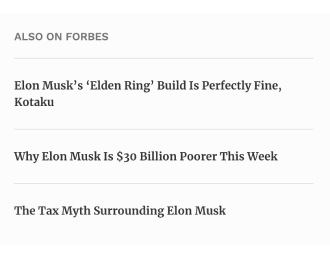 ALSO ON FORBES
Elon Musk’s ‘Elden Ring’ Build Is Perfectly Fine,
Kotaku
Why Elon Musk Is $30 Billion Poorer This Week
The Tax Myth Surrounding Elon Musk